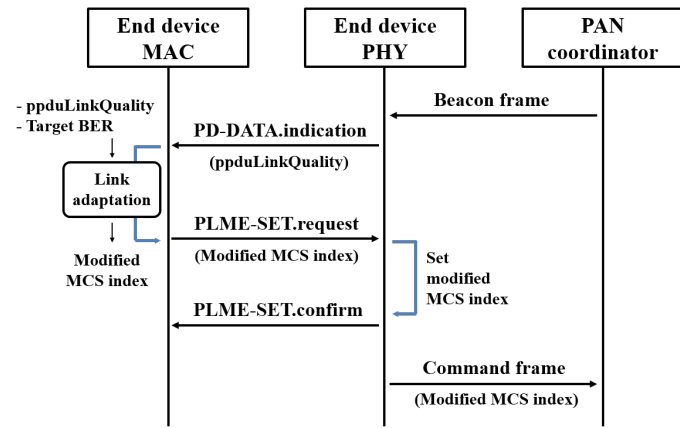 End device
MAC
End device
PHY
PAN
coordinator
Beacon frame
- ppduLinkQuality
- Target BER
PD-DATA.indication
(ppduLinkQuality)
Link
adaptation
PLME-SET.request
(Modified MCS index)
Modified
MCS index
Set
modified
MCS index
PLME-SET.confirm
Command frame
(Modified MCS index)